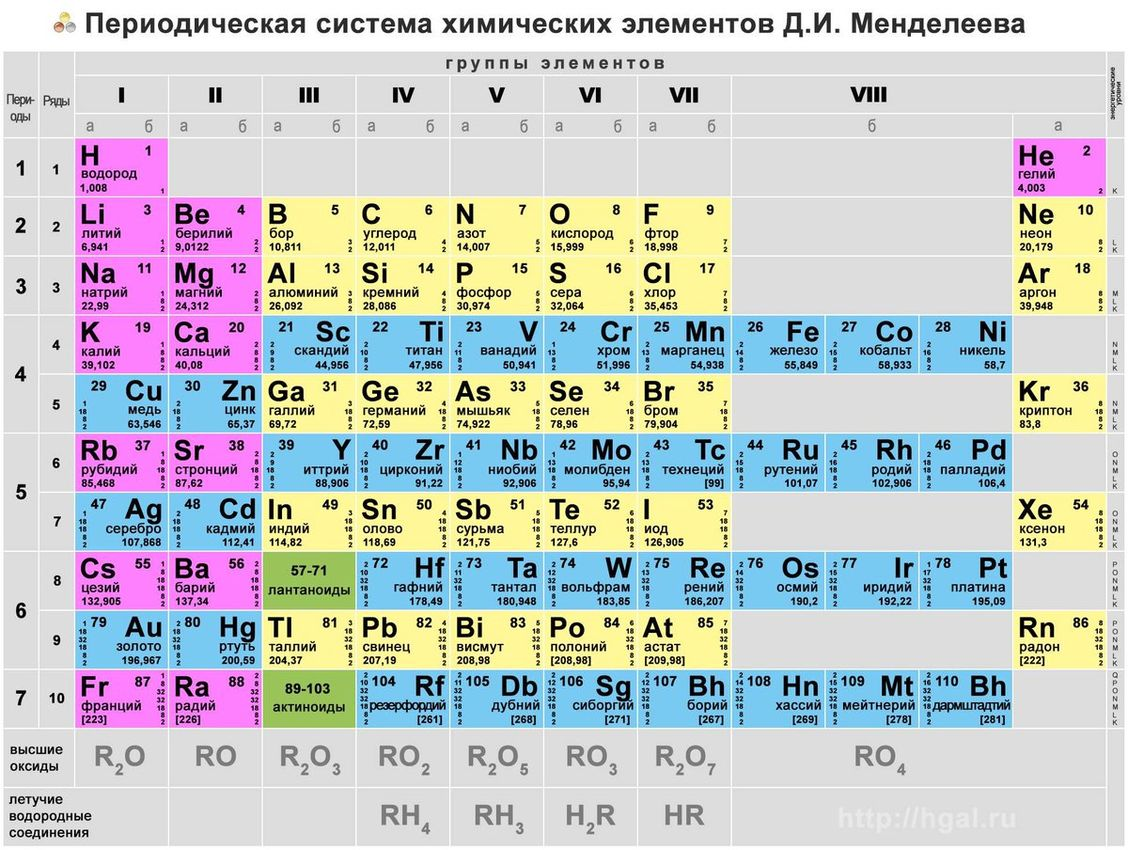 Периодическая система химических элементов Д.И. Менделеева
группы элементов
Пери-
оды
Ряды
I II III IV V VI VII VIII
энергетические
уровни
а б а б а б а б а б а б а б б а
1 1
H 1
водород
1,008
1
He 2
гелий
4,003
2
K
2 2
Li 3
литий
6,941
Be 4
берилий
9,0122
B 5
бор
10,811
C 6
углерод
12,011
N 7
азот
14,007
O 8
кислород
15,999
F 9
фтор
18,998
Ne 10
неон
20,179
L
K
3 3
Na 11
натрий
22,99
Mg 12
магний
24,312
Al 13
алюминий
26,092
Si 14
кремний
28,086
P 15
фосфор
30,974
S 16
сера
32,064
Cl 17
хлор
35,453
Ar 18
аргон
39,948
M
L
K
4
4
K 19
калий
39,102
Ca 20
кальций
40,08
21 Sc
скандий
44,956
22 Ti
титан
47,956
23 V
ванадий
50,941
24 Cr
хром
51,996
25 Mn
марганец
54,938
26 Fe
железо
55,849
27 Co
кобальт
58,933
28 Ni
никель
58,7
N
M
L
K
5
29 Cu
медь
63,546
30 Zn
цинк
65,37
Ga 31
галлий
69,72
Ge 32
германий
72,59
As 33
мышьяк
74,922
Se 34
селен
78,96
Br 35
бром
79,904
Kr 36
криптон
83,8
N
M
L
K
5
6
Rb 37
рубидий
85,468
Sr 38
стронций
87,62
39 Y
иттрий
88,906
40 Zr
цирконий
91,22
41 Nb
ниобий
92,906
42 Mo
молибден
95,94
43 Tc
технеций
[99]
44 Ru
рутений
101,07
45 Rh
родий
102,906
46 Pd
палладий
106,4
O
N
M
L
K
7
47 Ag
серебро
107,868
48 Cd
кадмий
112,41
In 49
индий
114,82
Sn 50
олово
118,69
Sb 51
сурьма
121,75
Te 52
теллур
127,6
I 53
иод
126,905
Xe 54
ксенон
131,3
O
N
M
L
K
6
8
Cs 55
цезий
132,905
Ba 56
барий
137,34
57-71
лантаноиды
72 Hf
гафний
178,49
73 Ta
тантал
180,948
74 W
вольфрам
183,85
75 Re
рений
186,207
76 Os
осмий
190,2
77 Ir
иридий
192,22
78 Pt
платина
195,09
P
O
N
M
L
K
9
79 Au
золото
196,967
80 Hg
ртуть
200,59
Tl 81
таллий
204,37
Pb 82
свинец
207,19
Bi 83
висмут
208,98
Po 84
полоний
[208,98]
At 85
астат
[209,98]
Rn 86
радон
[222]
P
O
N
M
L
K
7 10
Fr 87
франций
[223]
Ra 88
радий
[226]
89-103
актиноиды
104 Rf
резерфордий
[261]
105 Db
дубний
[268]
106 Sg
сиборгий
[271]
107 Bh
борий
[267]
108 Hn
хассий
[269]
109 Mt
мейтнерий
[278]
110 Bh
дармштадтий
[281]
Q
P
O
N
M
L
K
высшие
оксиды
R2O RO R2O3 RO2 R2O5 RO3 R2O7 RO4
летучие
водородные
соединения
RH4 RH3 H2R HR
http://hgal.ru